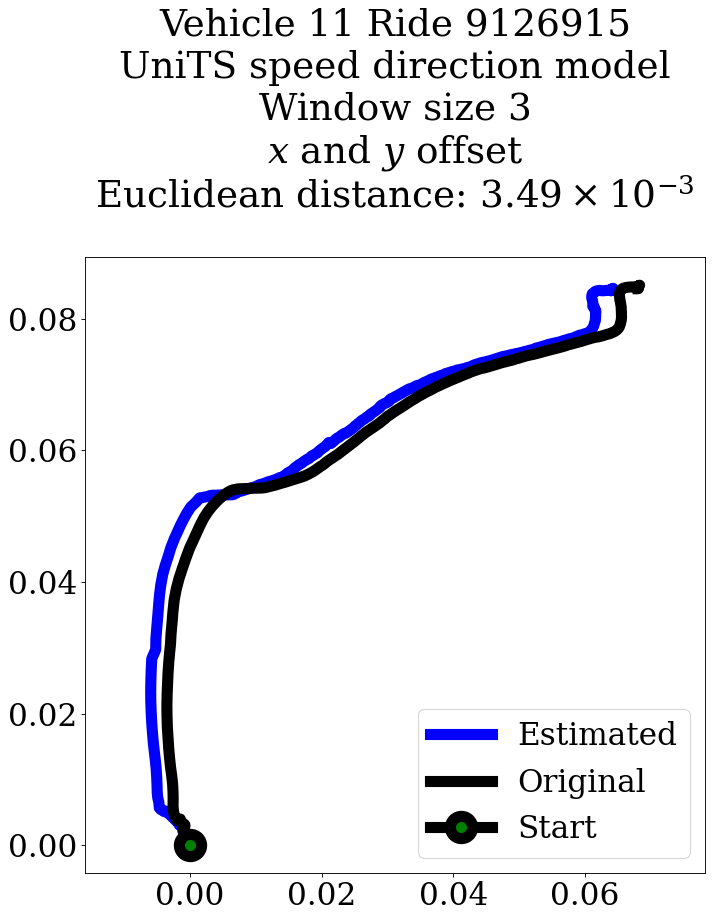 Vehicle 11 Ride 9126915
UniTS speed direction model
Window size 3
x and y offset
Euclidean distance: 3.49 × 10⁻³
0.08
0.06
0.04
0.02
0.00
Estimated
Original
Start
0.00 0.02 0.04 0.06